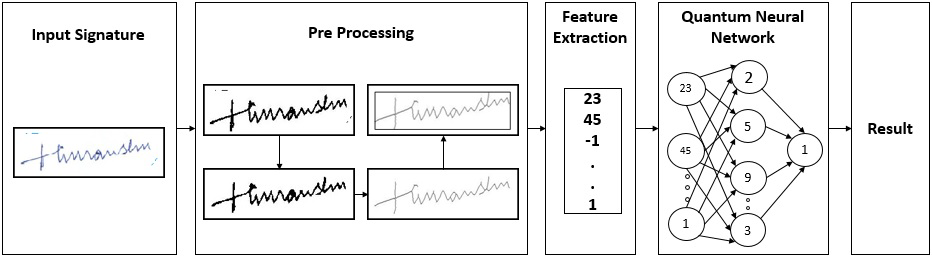 Input Signature
Pre Processing
Feature
Extraction
23
45
-1
.
.
1
Quantum Neural
Network
23
45
1
2
5
9
3
1
Result